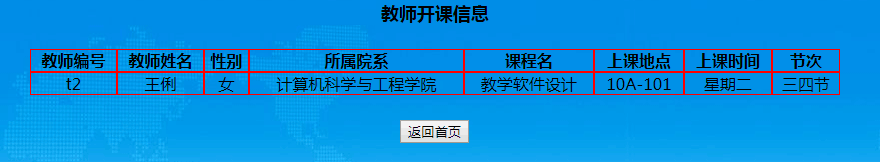 教师开课信息
教师编号 教师姓名 性别 所属院系 课程名 上课地点 上课时间 节次
t2 王俐 女 计算机科学与工程学院 教学软件设计 10A-101 星期二 三四节
返回首页